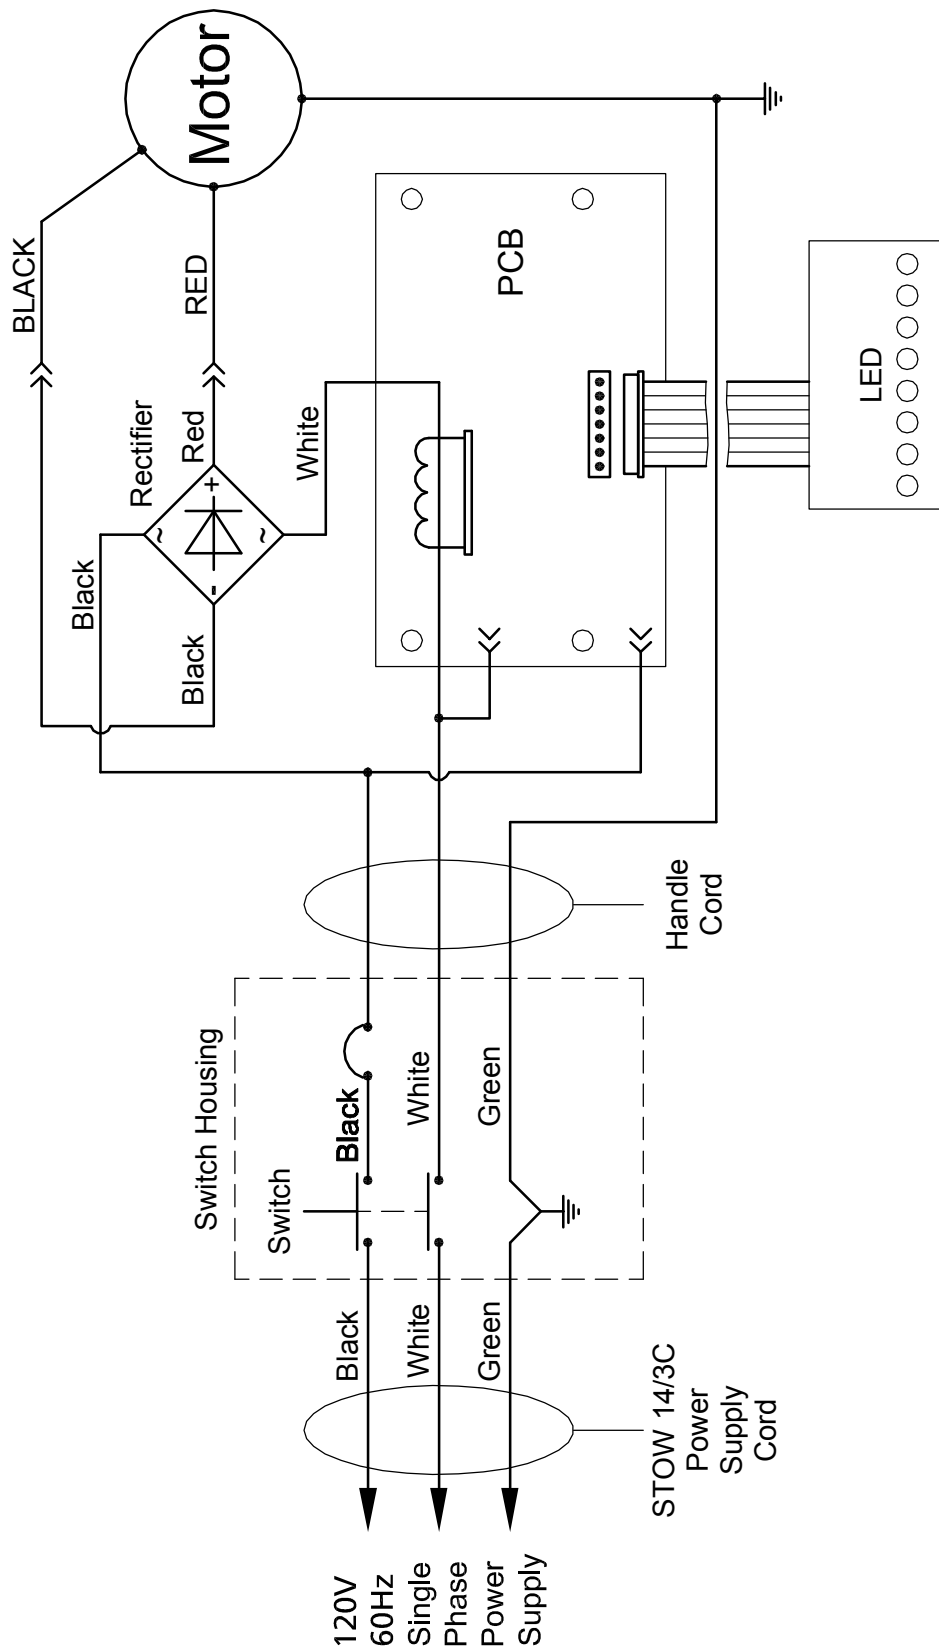 120V
60Hz
Single
Phase
Power
Supply
STOW 14/3C
Power
Supply
Cord
Black
White
Green
Switch Housing
Switch
Black
White
Green
Handle
Cord
Black
Black
Rectifier
~
~
+
-
Red
White
BLACK
RED
Motor
PCB
LED